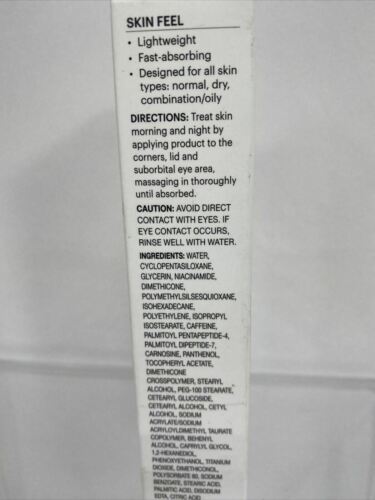 SKIN FEEL
• Lightweight
• Fast-absorbing
• Designed for all skin
types: normal, dry,
combination/oily
DIRECTIONS: Treat skin
morning and night by
applying product to the
corners, lid and
suborbital eye area,
massaging in thoroughly
until absorbed.
CAUTION: AVOID DIRECT
CONTACT WITH EYES. IF
EYE CONTACT OCCURS,
RINSE WELL WITH WATER.
INGREDIENTS: WATER,
CYCLOPENTASILOXANE,
GLYCERIN, NIACINAMIDE,
DIMETHICONE,
POLYMETHYLSILSESQUIOXANE,
ISOHEXADECANE,
POLYETHYLENE, ISOPROPYL
ISOSTEARATE, CAFFEINE,
PALMITOYL PENTAPEPTIDE-4,
PALMITOYL DIPEPTIDE-7,
CARNOSINE, PANTHENOL,
TOCOPHERYL ACETATE,
DIMETHICONE
CROSSPOLYMER, STEARYL
ALCOHOL, PEG-100 STEARATE,
CETEARYL GLUCOSIDE,
CETEARYL ALCOHOL, CETYL
ALCOHOL, SODIUM
ACRYLATE/SODIUM
ACRYLOYLDIMETHYL TAURATE
COPOLYMER, BEHENYL
ALCOHOL, CAPRYLYL GLYCOL,
1,2-HEXANEDIOL,
PHENOXYETHANOL, TITANIUM
DIOXIDE, DIMETHICONOL,
POLYSORBATE 80, SODIUM
BENZOATE, STEARIC ACID,
PALMITIC ACID, DISODIUM
EDTA, CITRIC ACID